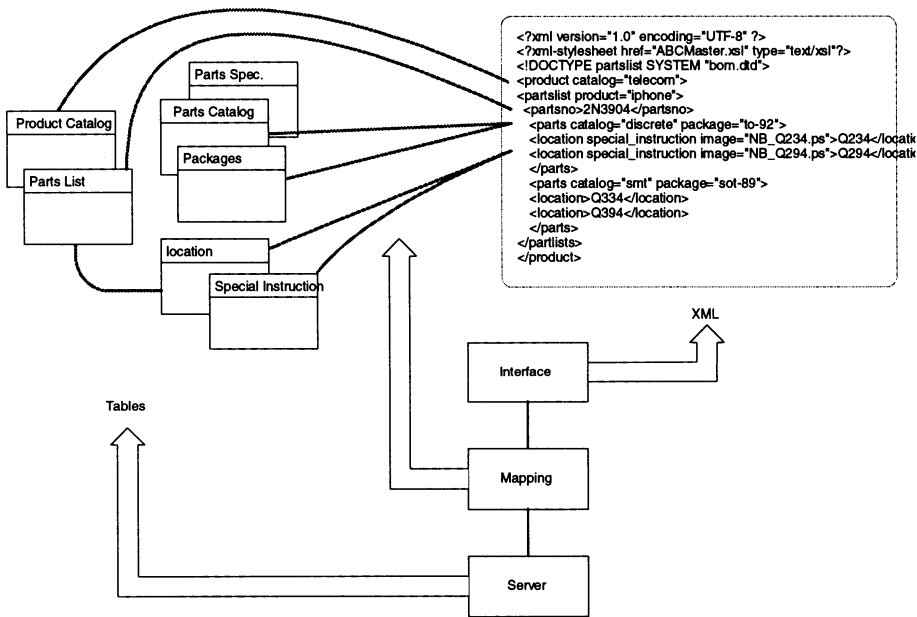 <?xml version="1.0" encoding="UTF-8" ?>
<?xml-stylesheet href="ABCMaster.xsl" type="text/xsl"?>
<!DOCTYPE partslist SYSTEM "bom.dtd">
<product catalog="telecom">
<partslist product="iphone">
<partsno>2N3904</partsno>
<parts catalog="discrete" package="to-92">
<location special_instruction image="NB_Q234.ps">Q234</locatio
<location special_instruction image="NB_Q294.ps">Q294</locatio
</parts>
<parts catalog="smt" package="sot-89">
<location>Q334</location>
<location>Q394</location>
</parts>
</partlists>
</product>
Parts Spec.
Parts Catalog
Product Catalog
Packages
Parts List
location
Special Instruction
XML
Interface
Tables
Mapping
Server